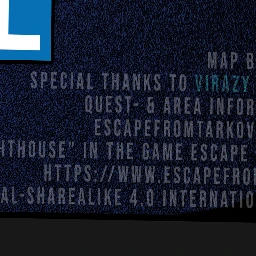 MAP B
SPECIAL THANKS TO VIRAZY
QUEST- & AREA INFOR
ESCAPEFROMTARKOV
HTHOUSE" IN THE GAME ESCAPE
HTTPS://WWW.ESCAPEFRO
AL-SHAREALIKE 4.0 INTERNATIO